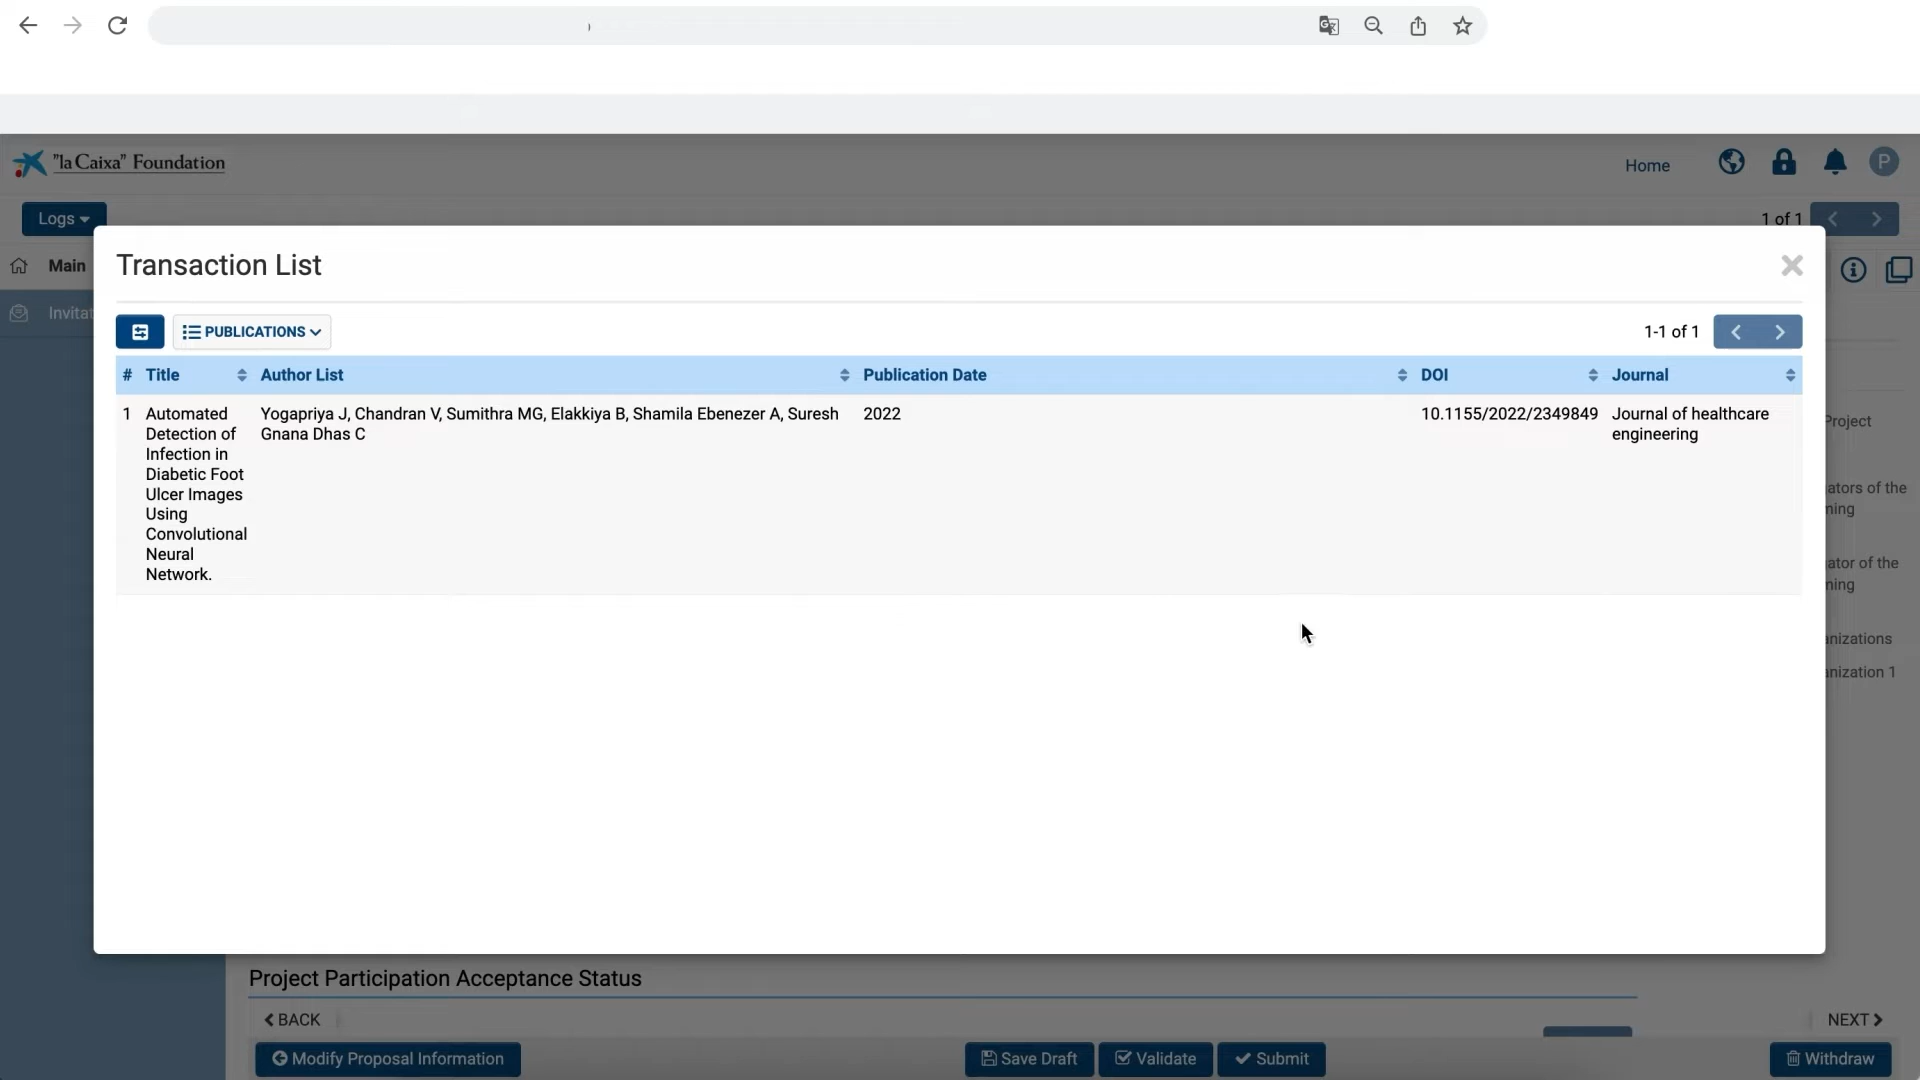 "la Caixa" Foundation
Home
P
Logs
1 of 1
Main
Invitat
Transaction List
PUBLICATIONS
1-1 of 1
# Title Author List Publication Date DOI Journal
1 Automated Yogapriya J, Chandran V, Sumithra MG, Elakkiya B, Shamila Ebenezer A, Suresh 2022 10.1155/2022/2349849 Journal of healthcare
Detection of Gnana Dhas C engineering
Infection in
Diabetic Foot
Ulcer Images
Using
Convolutional
Neural
Network.
Project
ators of the
ning
ator of the
ning
anizations
anization 1
Project Participation Acceptance Status
BACK
NEXT
Modify Proposal Information
Save Draft
Validate
Submit
Withdraw